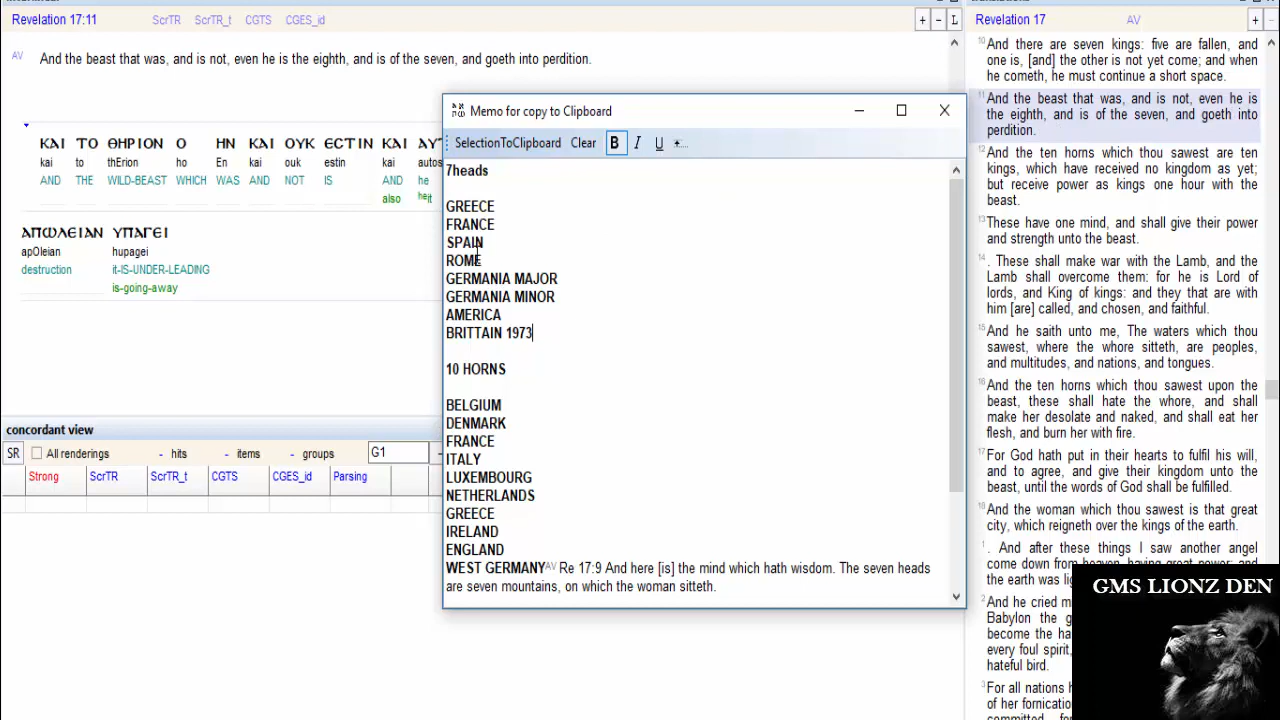 Revelation 17:11 ScrTR ScrTR_t CGTS CGES_id + - L
AV And the beast that was, and is not, even he is the eighth, and is of the seven, and goeth into perdition.
ΚΑΙ ΤΟ ΘΗΡΙΟΝ Ο ΗΝ ΚΑΙ ΟΥΚ ЄСΤΙΝ ΚΑΙ ΑΥΤ
kai to thErion ho En kai ouk estin kai autos
AND THE WILD-BEAST WHICH WAS AND NOT IS AND he
also he it
ΑΠωΛЄΙΑΝ ΥΠΑΓЄΙ
apOleian hupagei
destruction it-IS-UNDER-LEADING
is-going-away
concordant view
SR All renderings - hits - items - groups G1
Strong ScrTR ScrTR_t CGTS CGES_id Parsing
Memo for copy to Clipboard
SelectionToClipboard Clear B I U
7heads
GREECE
FRANCE
SPAIN
ROME
GERMANIA MAJOR
GERMANIA MINOR
AMERICA
BRITTAIN 1973
10 HORNS
BELGIUM
DENMARK
FRANCE
ITALY
LUXEMBOURG
NETHERLANDS
GREECE
IRELAND
ENGLAND
WEST GERMANY AV Re 17:9 And here [is] the mind which hath wisdom. The seven heads
are seven mountains, on which the woman sitteth.
Revelation 17 AV +
10 And there are seven kings: five are fallen, and
one is, [and] the other is not yet come; and when
he cometh, he must continue a short space.
11 And the beast that was, and is not, even he is
the eighth, and is of the seven, and goeth into
perdition.
12 And the ten horns which thou sawest are ten
kings, which have received no kingdom as yet;
but receive power as kings one hour with the
beast.
13 These have one mind, and shall give their power
and strength unto the beast.
14 . These shall make war with the Lamb, and the
Lamb shall overcome them: for he is Lord of
lords, and King of kings: and they that are with
him [are] called, and chosen, and faithful.
15 And he saith unto me, The waters which thou
sawest, where the whore sitteth, are peoples,
and multitudes, and nations, and tongues.
16 And the ten horns which thou sawest upon the
beast, these shall hate the whore, and shall
make her desolate and naked, and shall eat her
flesh, and burn her with fire.
17 For God hath put in their hearts to fulfil his will,
and to agree, and give their kingdom unto the
beast, until the words of God shall be fulfilled.
18 And the woman which thou sawest is that great
city, which reigneth over the kings of the earth.
1 . And after these things I saw another angel
come down from heaven, having great power; and
the earth was
2 And he cried
Babylon the
become the
every foul spirit,
hateful bird.
3 For all nations
of her fornication
GMS LIONZ DEN